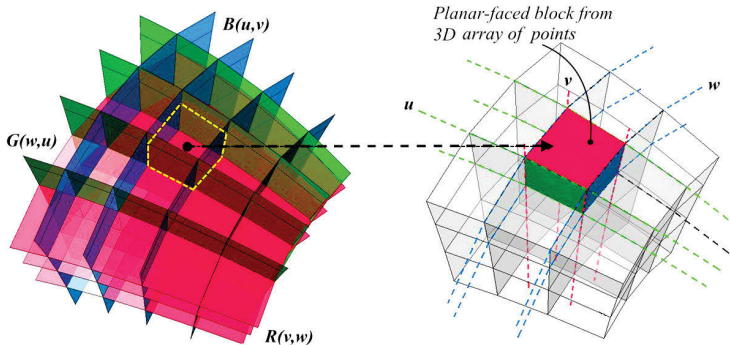 B(u,v)
Planar-faced block from
3D array of points
v
w
u
G(w,u)
R(v,w)